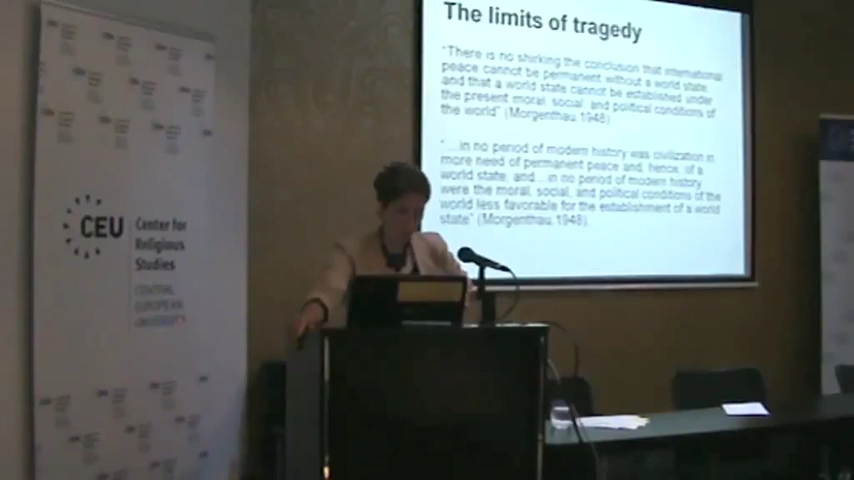 The limits of tragedy
"There is no shirking the conclusion that international
peace cannot be permanent without a world state,
and that a world state cannot be established under
the present moral, social, and political conditions of
the world" (Morgenthau, 1948)
"…in no period of modern history was civilization in
more need of permanent peace and, hence, of a
world state, and…in no period of modern history
were the moral, social, and political conditions of the
world less favorable for the establishment of a world
state" (Morgenthau, 1948).
CEU
Center for
Religious
Studies
CENTRAL
EUROPEAN
UNIVERSITY